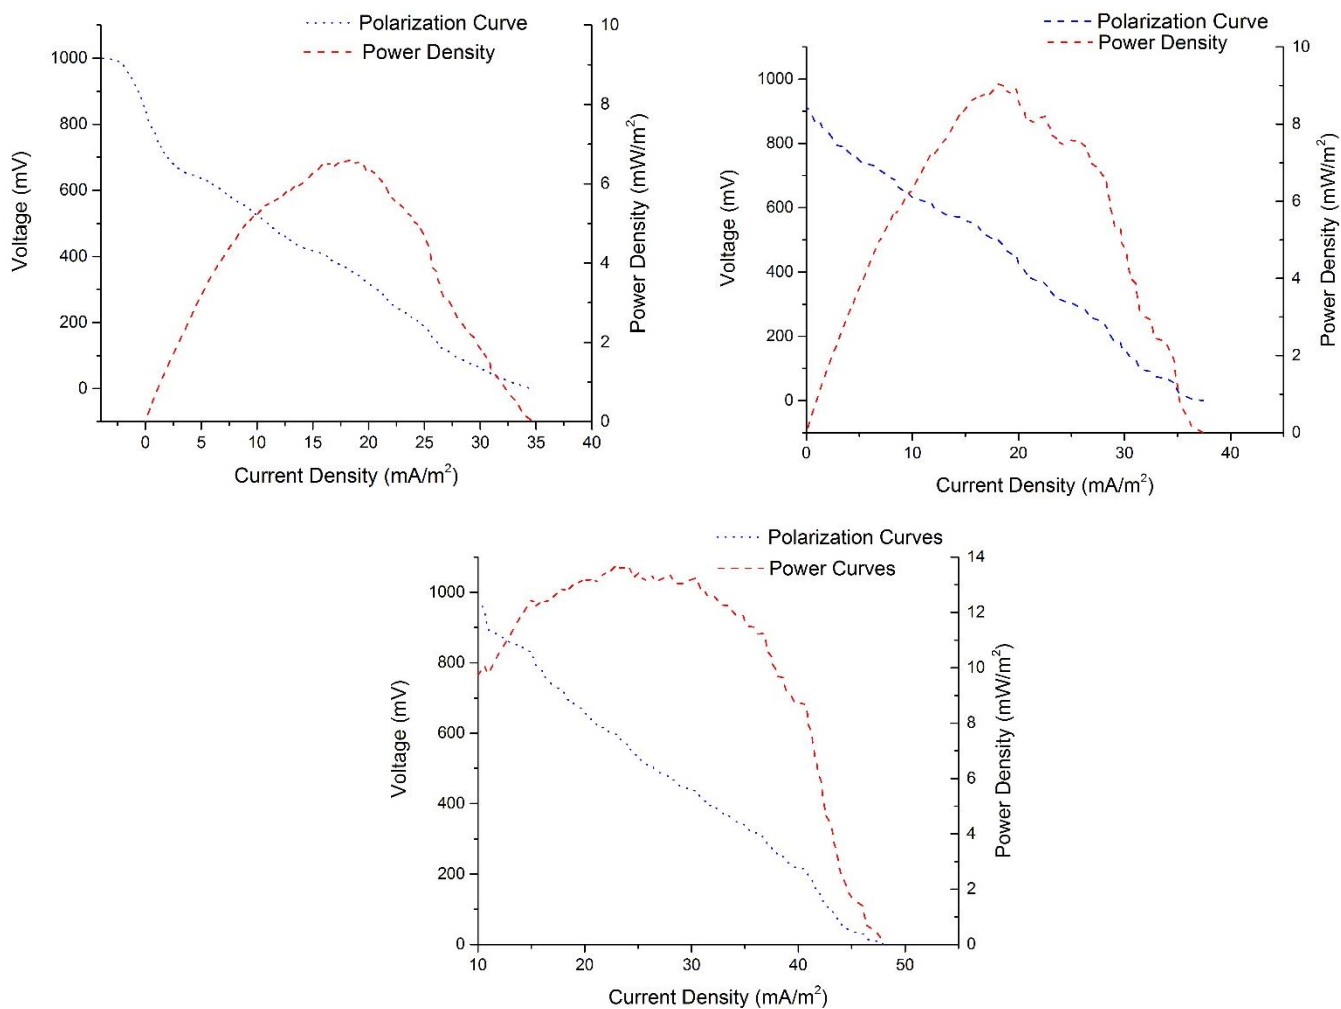 Polarization Curve
Power Density
1000
800
600
400
200
0
Voltage (mV)
10
8
6
4
2
0
Power Density (mW/m²)
0 5 10 15 20 25 30 35 40
Current Density (mA/m²)
Polarization Curve
Power Density
1000
800
600
400
200
0
Voltage (mV)
10
8
6
4
2
0
Power Density (mW/m²)
0 10 20 30 40
Current Density (mA/m²)
Polarization Curves
Power Curves
1000
800
600
400
200
0
Voltage (mV)
14
12
10
8
6
4
2
0
Power Density (mW/m²)
10 20 30 40 50
Current Density (mA/m²)